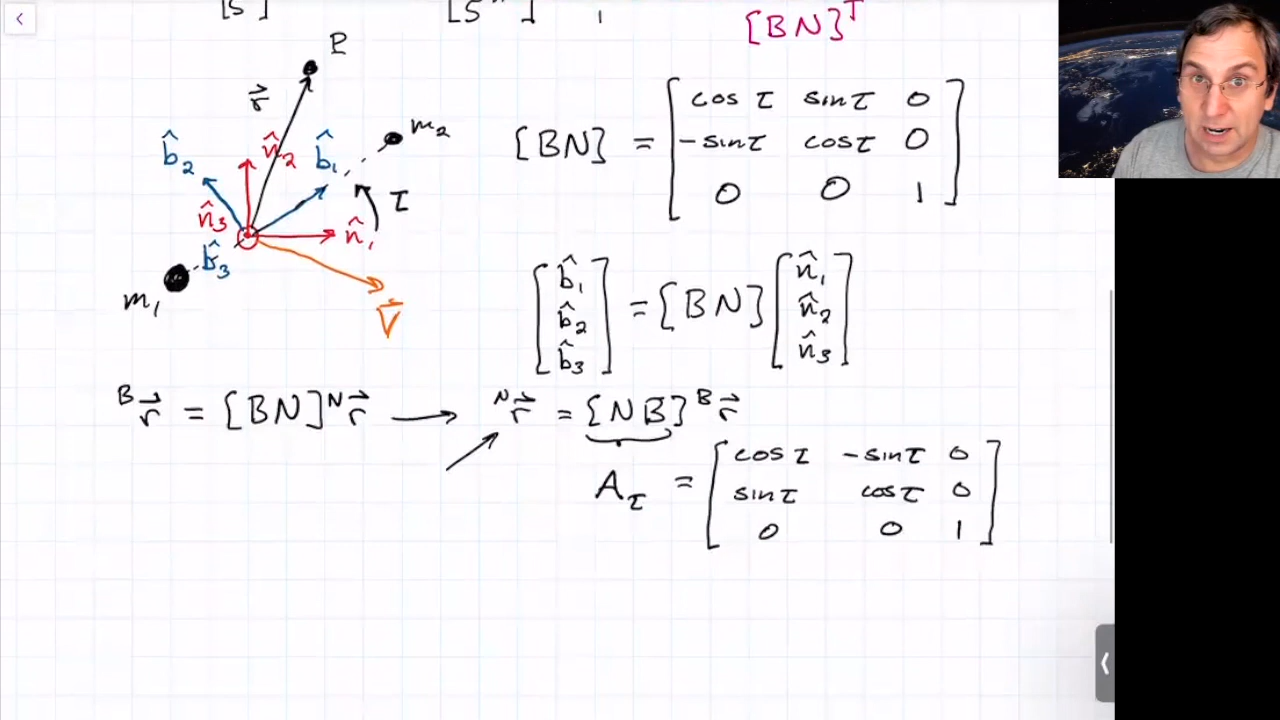 [BN]ᵀ
P
r⃗
m₂
b̂₂ n̂₂ b̂₁
τ
n̂₃ n̂₁
b̂₃
m₁
V⃗
[BN] = [ cos τ sin τ 0
-sin τ cos τ 0
0 0 1 ]
[ b̂₁ b̂₂ b̂₃ ] = [BN] [ n̂₁ n̂₂ n̂₃ ]
ᴮr⃗ = [BN] ᴺr⃗ → ᴺr⃗ = [NB] ᴮr⃗
A_τ = [ cos τ -sin τ 0
sin τ cos τ 0
0 0 1 ]